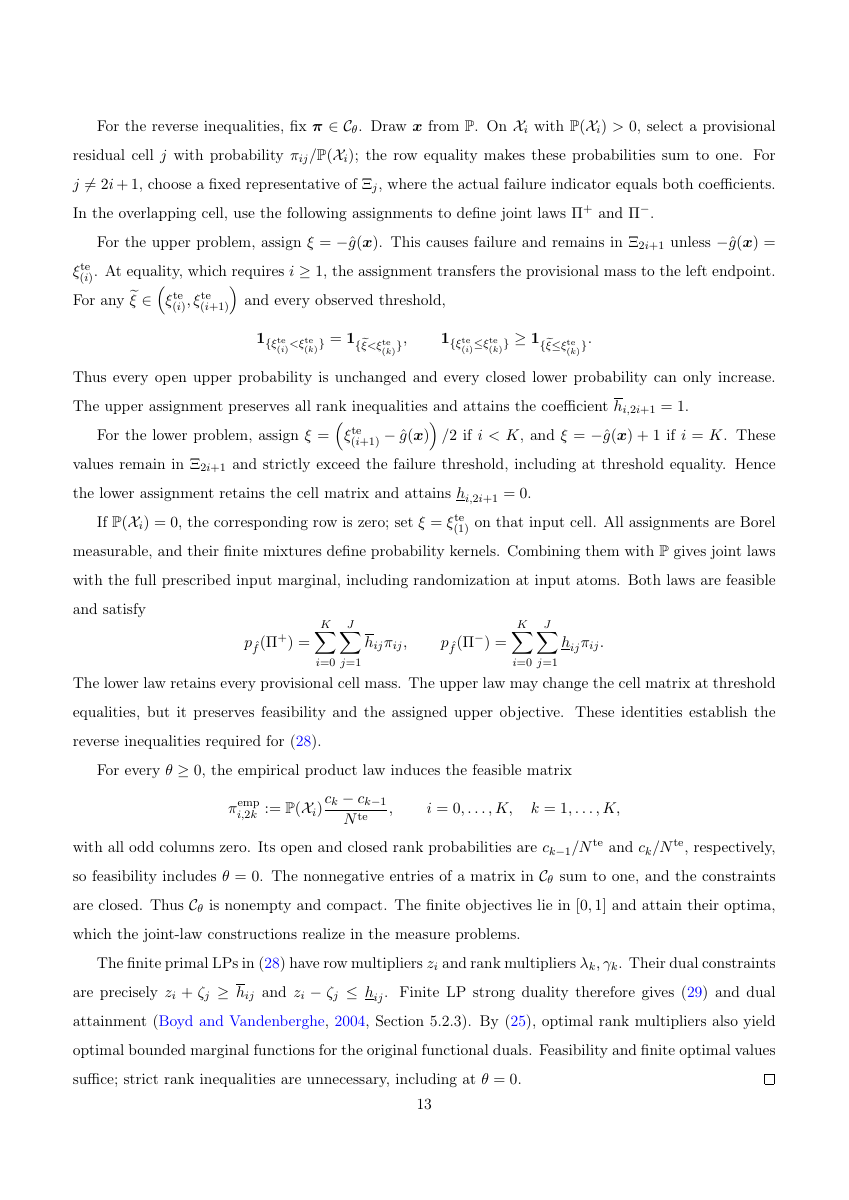 For the reverse inequalities, fix π ∈ 𝒞_θ. Draw x from ℙ. On 𝒳_i with ℙ(𝒳_i) > 0, select a provisional
residual cell j with probability π_{ij}/ℙ(𝒳_i); the row equality makes these probabilities sum to one. For
j ≠ 2i + 1, choose a fixed representative of Ξ_j, where the actual failure indicator equals both coefficients.
In the overlapping cell, use the following assignments to define joint laws Π⁺ and Π⁻.
For the upper problem, assign ξ = −ĝ(x). This causes failure and remains in Ξ_{2i+1} unless −ĝ(x) =
ξ^{te}_{(i)}. At equality, which requires i ≥ 1, the assignment transfers the provisional mass to the left endpoint.
For any ξ̃ ∈ (ξ^{te}_{(i)}, ξ^{te}_{(i+1)}) and every observed threshold,
1_{{ξ^{te}_{(i)} < ξ^{te}_{(k)}}} = 1_{{ξ̃ < ξ^{te}_{(k)}}}, 1_{{ξ^{te}_{(i)} ≤ ξ^{te}_{(k)}}} ≥ 1_{{ξ̃ ≤ ξ^{te}_{(k)}}}.
Thus every open upper probability is unchanged and every closed lower probability can only increase.
The upper assignment preserves all rank inequalities and attains the coefficient h̅_{i,2i+1} = 1.
For the lower problem, assign ξ = (ξ^{te}_{(i+1)} − ĝ(x)) /2 if i < K, and ξ = −ĝ(x) + 1 if i = K. These
values remain in Ξ_{2i+1} and strictly exceed the failure threshold, including at threshold equality. Hence
the lower assignment retains the cell matrix and attains h̲_{i,2i+1} = 0.
If ℙ(𝒳_i) = 0, the corresponding row is zero; set ξ = ξ^{te}_{(1)} on that input cell. All assignments are Borel
measurable, and their finite mixtures define probability kernels. Combining them with ℙ gives joint laws
with the full prescribed input marginal, including randomization at input atoms. Both laws are feasible
and satisfy
p_{f̂}(Π⁺) = ∑_{i=0}^{K} ∑_{j=1}^{J} h̅_{ij}π_{ij}, p_{f̂}(Π⁻) = ∑_{i=0}^{K} ∑_{j=1}^{J} h̲_{ij}π_{ij}.
The lower law retains every provisional cell mass. The upper law may change the cell matrix at threshold
equalities, but it preserves feasibility and the assigned upper objective. These identities establish the
reverse inequalities required for (28).
For every θ ≥ 0, the empirical product law induces the feasible matrix
π^{emp}_{i,2k} := ℙ(𝒳_i) (c_k − c_{k−1})/N^{te}, i = 0, . . . , K, k = 1, . . . , K,
with all odd columns zero. Its open and closed rank probabilities are c_{k−1}/N^{te} and c_k/N^{te}, respectively,
so feasibility includes θ = 0. The nonnegative entries of a matrix in 𝒞_θ sum to one, and the constraints
are closed. Thus 𝒞_θ is nonempty and compact. The finite objectives lie in [0, 1] and attain their optima,
which the joint-law constructions realize in the measure problems.
The finite primal LPs in (28) have row multipliers z_i and rank multipliers λ_k, γ_k. Their dual constraints
are precisely z_i + ζ_j ≥ h̅_{ij} and z_i − ζ_j ≤ h̲_{ij}. Finite LP strong duality therefore gives (29) and dual
attainment (Boyd and Vandenberghe, 2004, Section 5.2.3). By (25), optimal rank multipliers also yield
optimal bounded marginal functions for the original functional duals. Feasibility and finite optimal values
suffice; strict rank inequalities are unnecessary, including at θ = 0. □
13